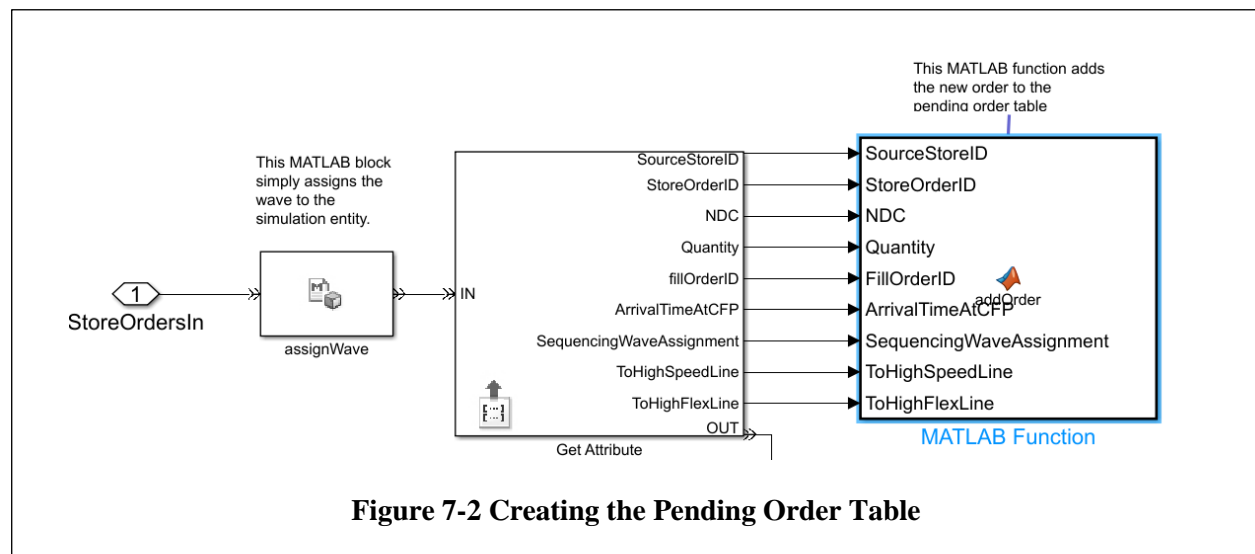 This MATLAB function adds
the new order to the
pending order table
This MATLAB block
simply assigns the
wave to the
simulation entity.
1
StoreOrdersIn
assignWave
IN
SourceStoreID
StoreOrderID
NDC
Quantity
fillOrderID
ArrivalTimeAtCFP
SequencingWaveAssignment
ToHighSpeedLine
ToHighFlexLine
OUT
Get Attribute
SourceStoreID
StoreOrderID
NDC
Quantity
FillOrderID
addOrder
ArrivalTimeAtCFP
SequencingWaveAssignment
ToHighSpeedLine
ToHighFlexLine
MATLAB Function
Figure 7-2 Creating the Pending Order Table